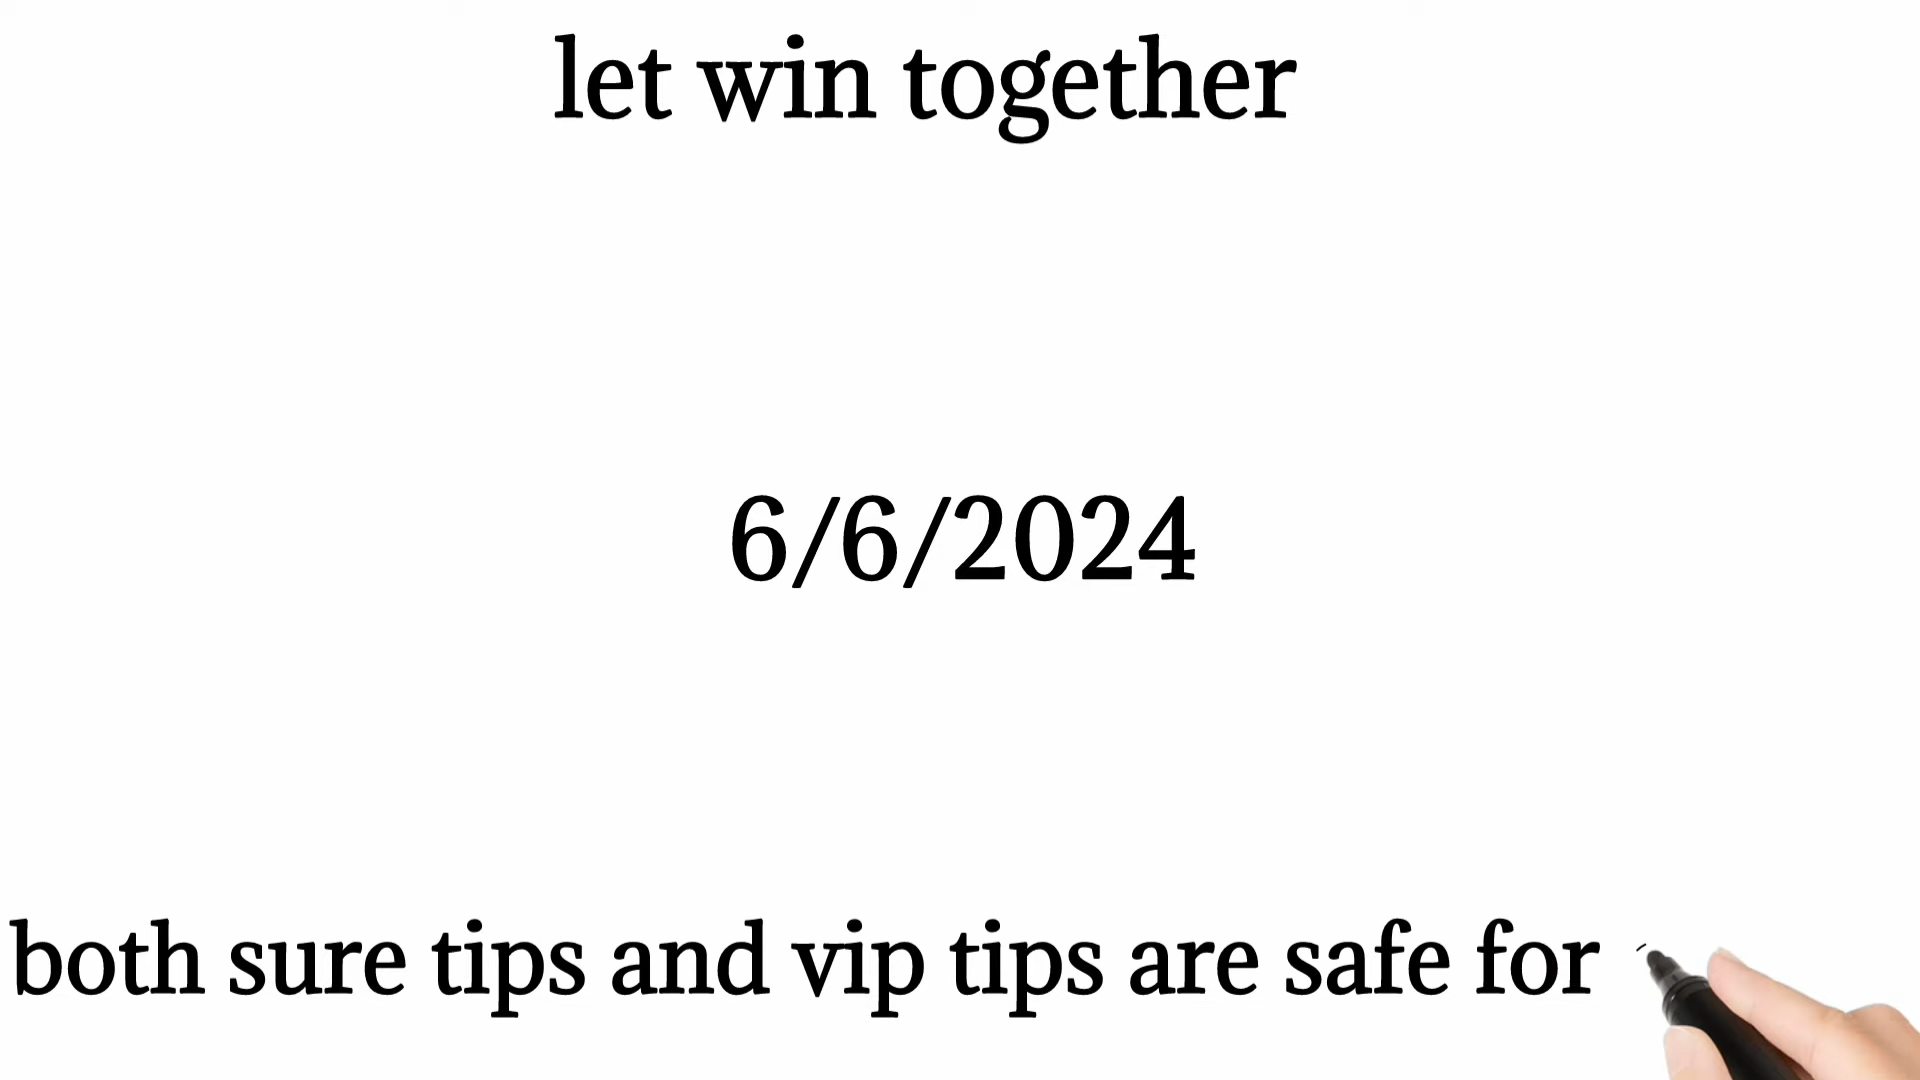 let win together
6/6/2024
both sure tips and vip tips are safe for